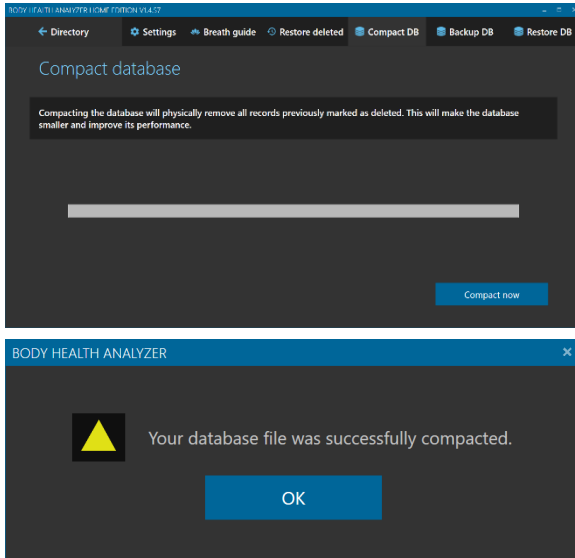 BODY HEALTH ANALYZER HOME EDITION V1.4.57
Directory Settings Breath guide Restore deleted Compact DB Backup DB Restore DB
Compact database
Compacting the database will physically remove all records previously marked as deleted. This will make the database
smaller and improve its performance.
Compact now
BODY HEALTH ANALYZER
Your database file was successfully compacted.
OK